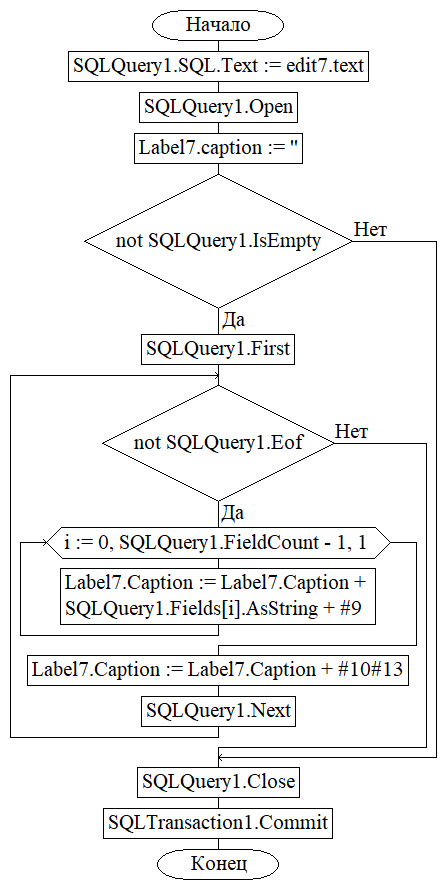 Начало
SQLQuery1.SQL.Text := edit7.text
SQLQuery1.Open
Label7.caption := ''
not SQLQuery1.IsEmpty
Нет
Да
SQLQuery1.First
not SQLQuery1.Eof
Нет
Да
i := 0, SQLQuery1.FieldCount - 1, 1
Label7.Caption := Label7.Caption +
SQLQuery1.Fields[i].AsString + #9
Label7.Caption := Label7.Caption + #10#13
SQLQuery1.Next
SQLQuery1.Close
SQLTransaction1.Commit
Конец